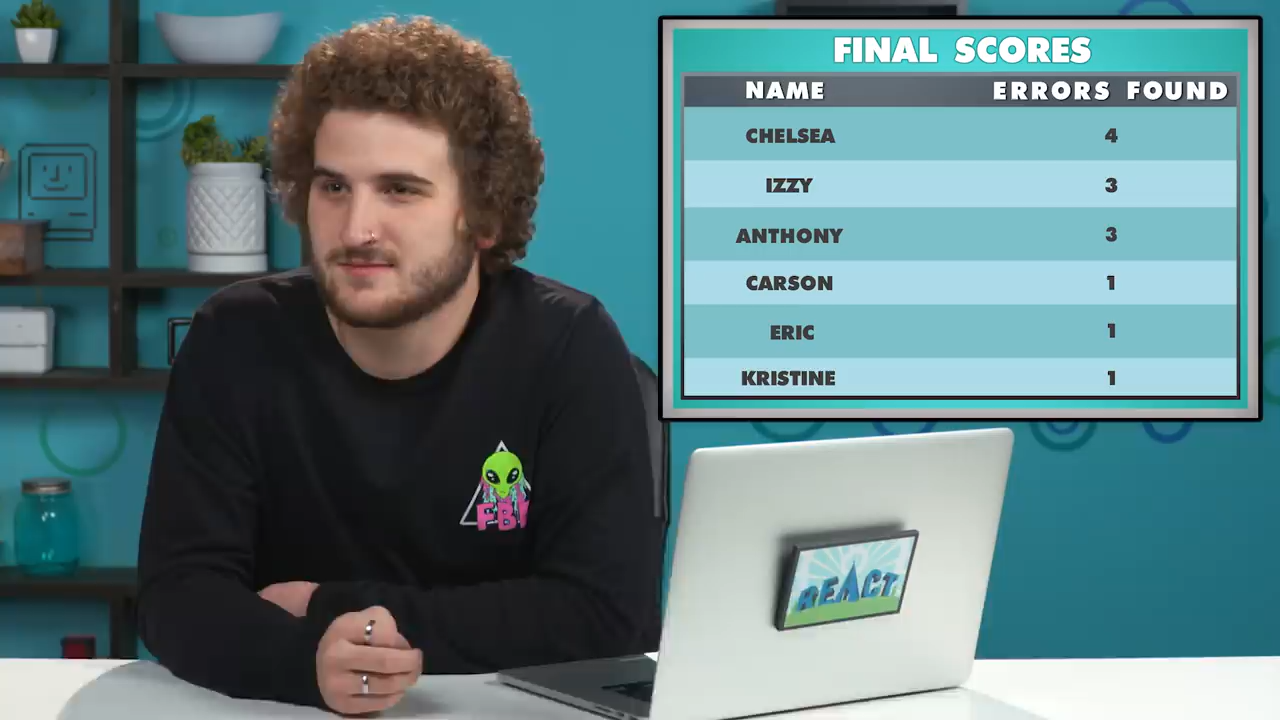 FINAL SCORES
NAME ERRORS FOUND
CHELSEA 4
IZZY 3
ANTHONY 3
CARSON 1
ERIC 1
KRISTINE 1
FBI
REACT